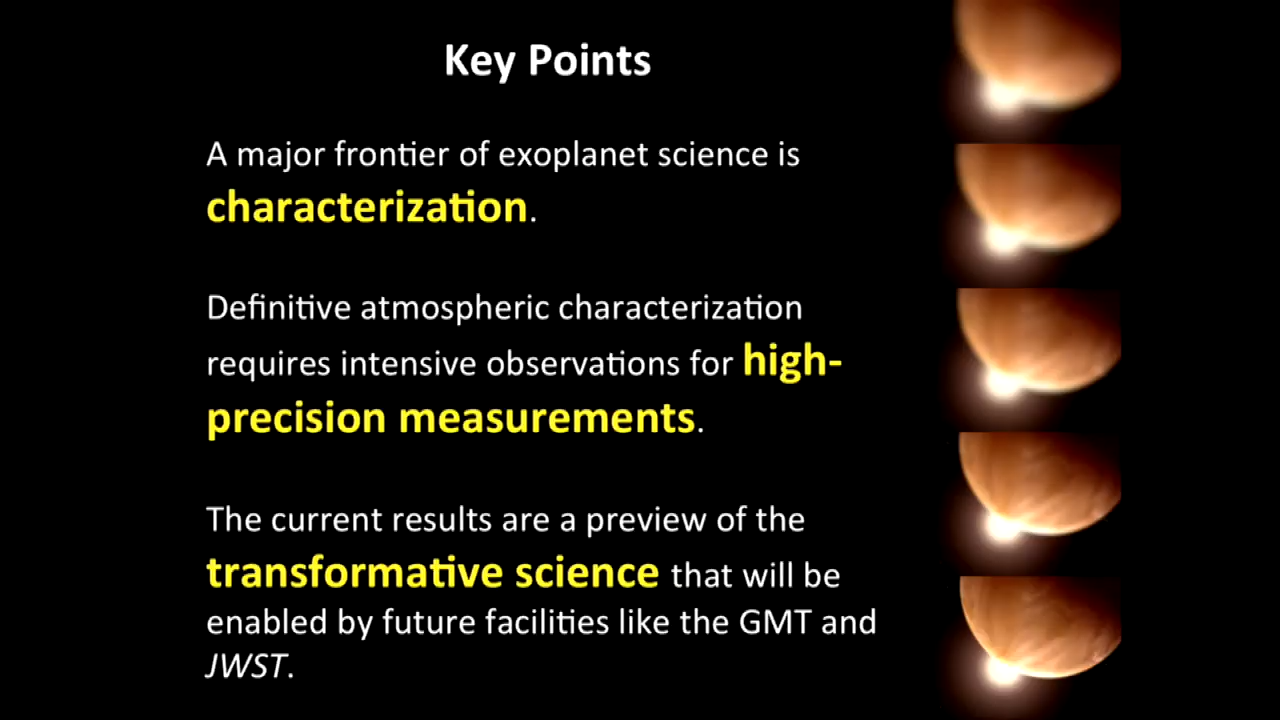 Key Points
A major frontier of exoplanet science is
characterization.
Definitive atmospheric characterization
requires intensive observations for high-
precision measurements.
The current results are a preview of the
transformative science that will be
enabled by future facilities like the GMT and
JWST.